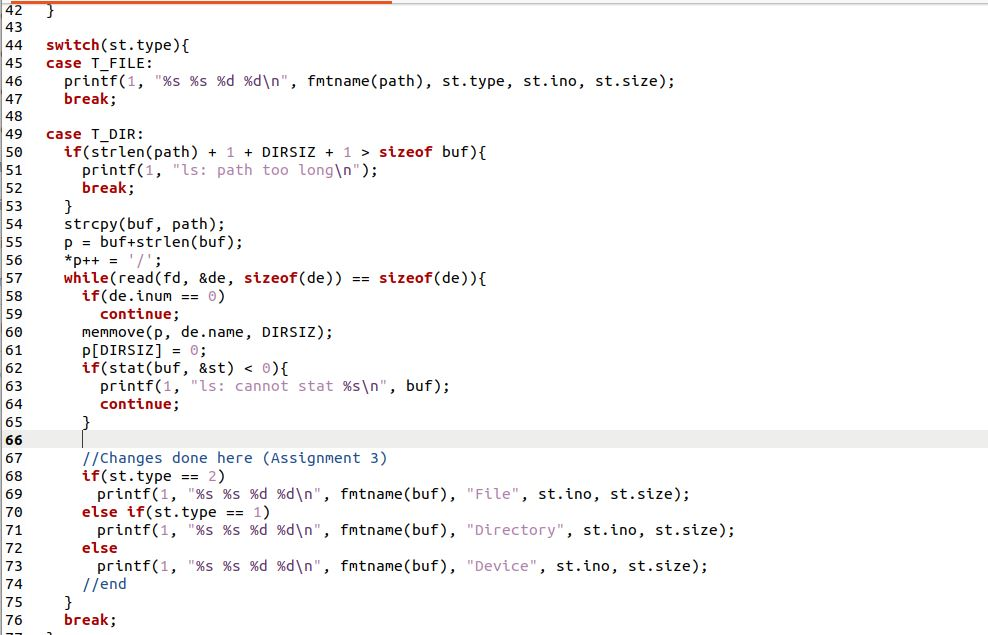 42 }
43
44 switch(st.type){
45 case T_FILE:
46 printf(1, "%s %s %d %d\n", fmtname(path), st.type, st.ino, st.size);
47 break;
48
49 case T_DIR:
50 if(strlen(path) + 1 + DIRSIZ + 1 > sizeof buf){
51 printf(1, "ls: path too long\n");
52 break;
53 }
54 strcpy(buf, path);
55 p = buf+strlen(buf);
56 *p++ = '/';
57 while(read(fd, &de, sizeof(de)) == sizeof(de)){
58 if(de.inum == 0)
59 continue;
60 memmove(p, de.name, DIRSIZ);
61 p[DIRSIZ] = 0;
62 if(stat(buf, &st) < 0){
63 printf(1, "ls: cannot stat %s\n", buf);
64 continue;
65 }
66
67 //Changes done here (Assignment 3)
68 if(st.type == 2)
69 printf(1, "%s %s %d %d\n", fmtname(buf), "File", st.ino, st.size);
70 else if(st.type == 1)
71 printf(1, "%s %s %d %d\n", fmtname(buf), "Directory", st.ino, st.size);
72 else
73 printf(1, "%s %s %d %d\n", fmtname(buf), "Device", st.ino, st.size);
74 //end
75 }
76 break;